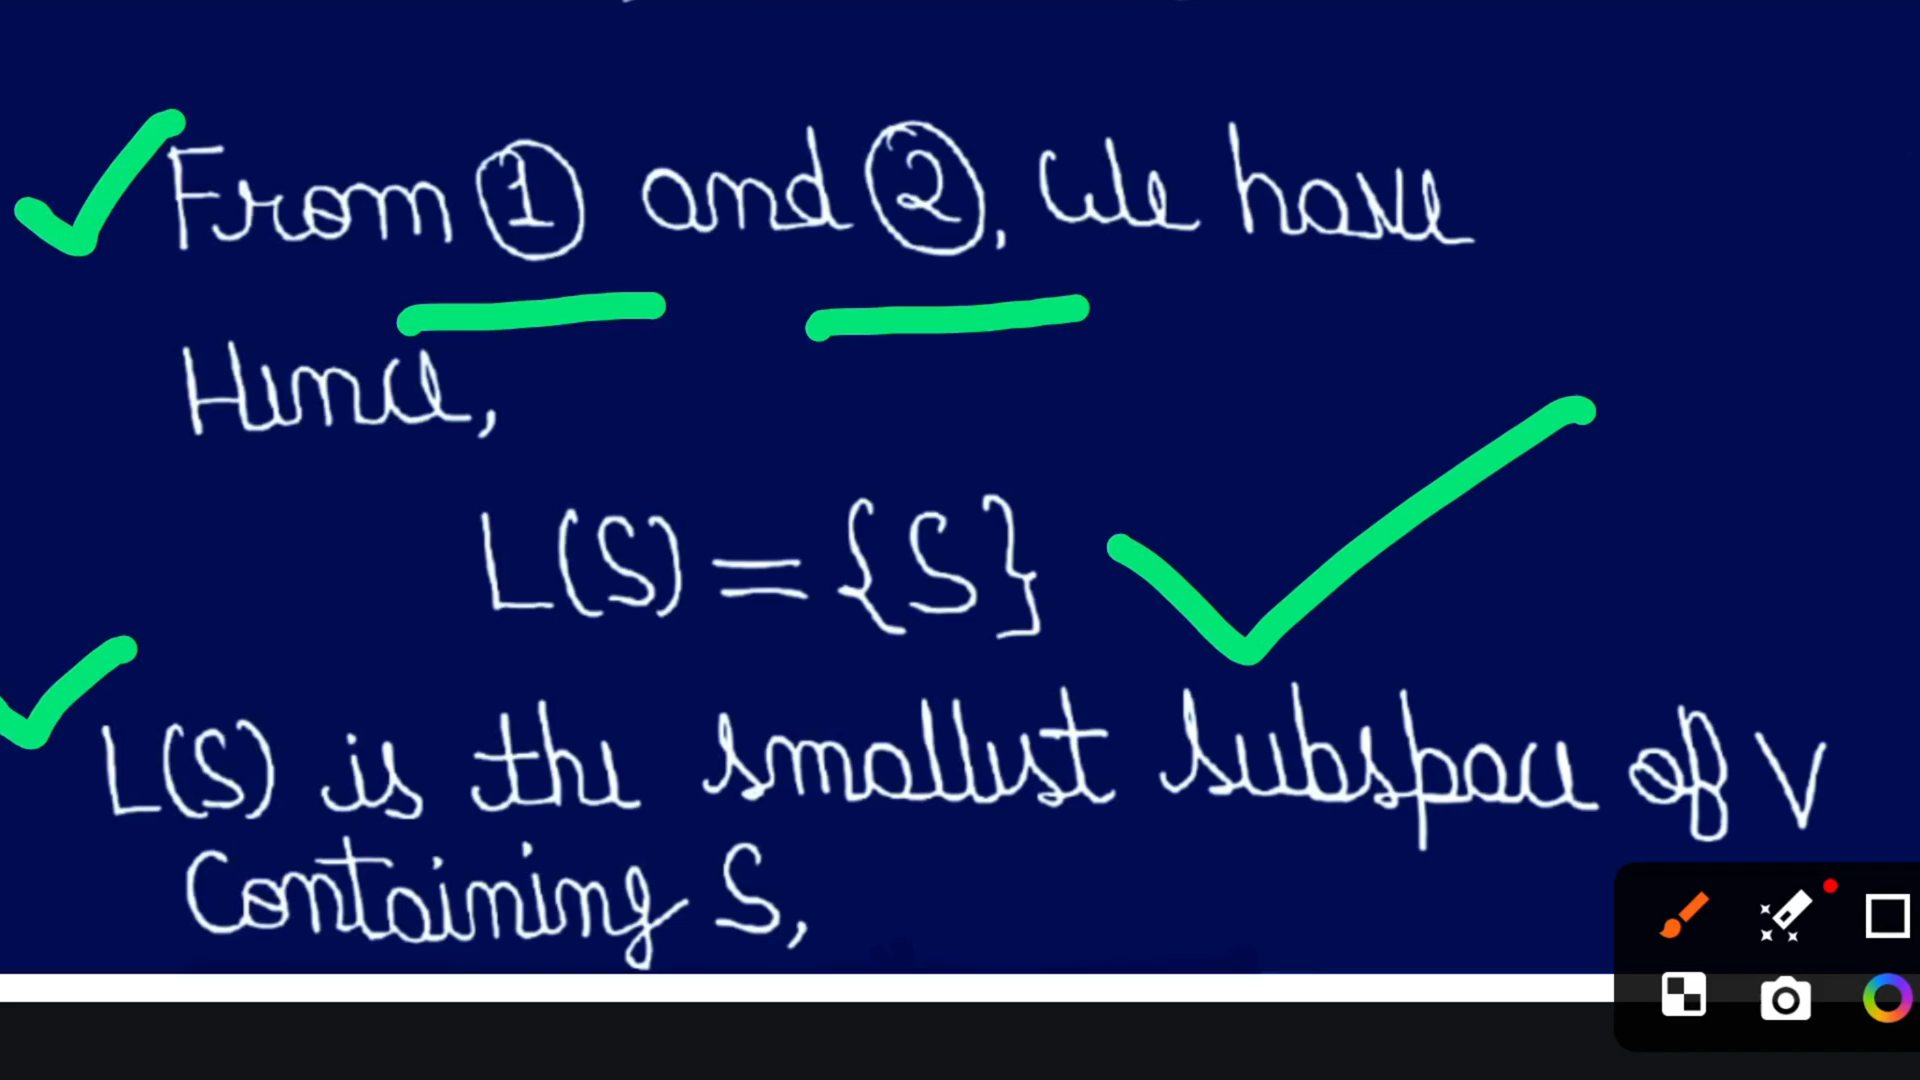 From ① and ②, We have
Hence,
L(S) = {S}
L(S) is the smallest subspace of V
Containing S,